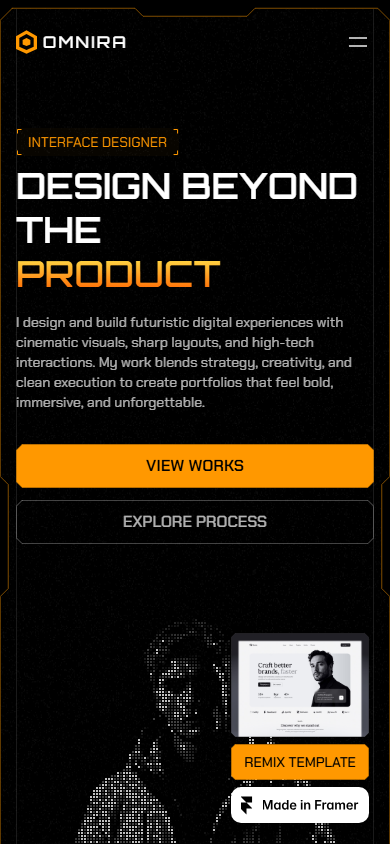 OMNIRA
INTERFACE DESIGNER
DESIGN BEYOND
THE
PRODUCT
I design and build futuristic digital experiences with
cinematic visuals, sharp layouts, and high-tech
interactions. My work blends strategy, creativity, and
clean execution to create portfolios that feel bold,
immersive, and unforgettable.
VIEW WORKS
EXPLORE PROCESS
Craft better
brands, faster
REMIX TEMPLATE
Made in Framer